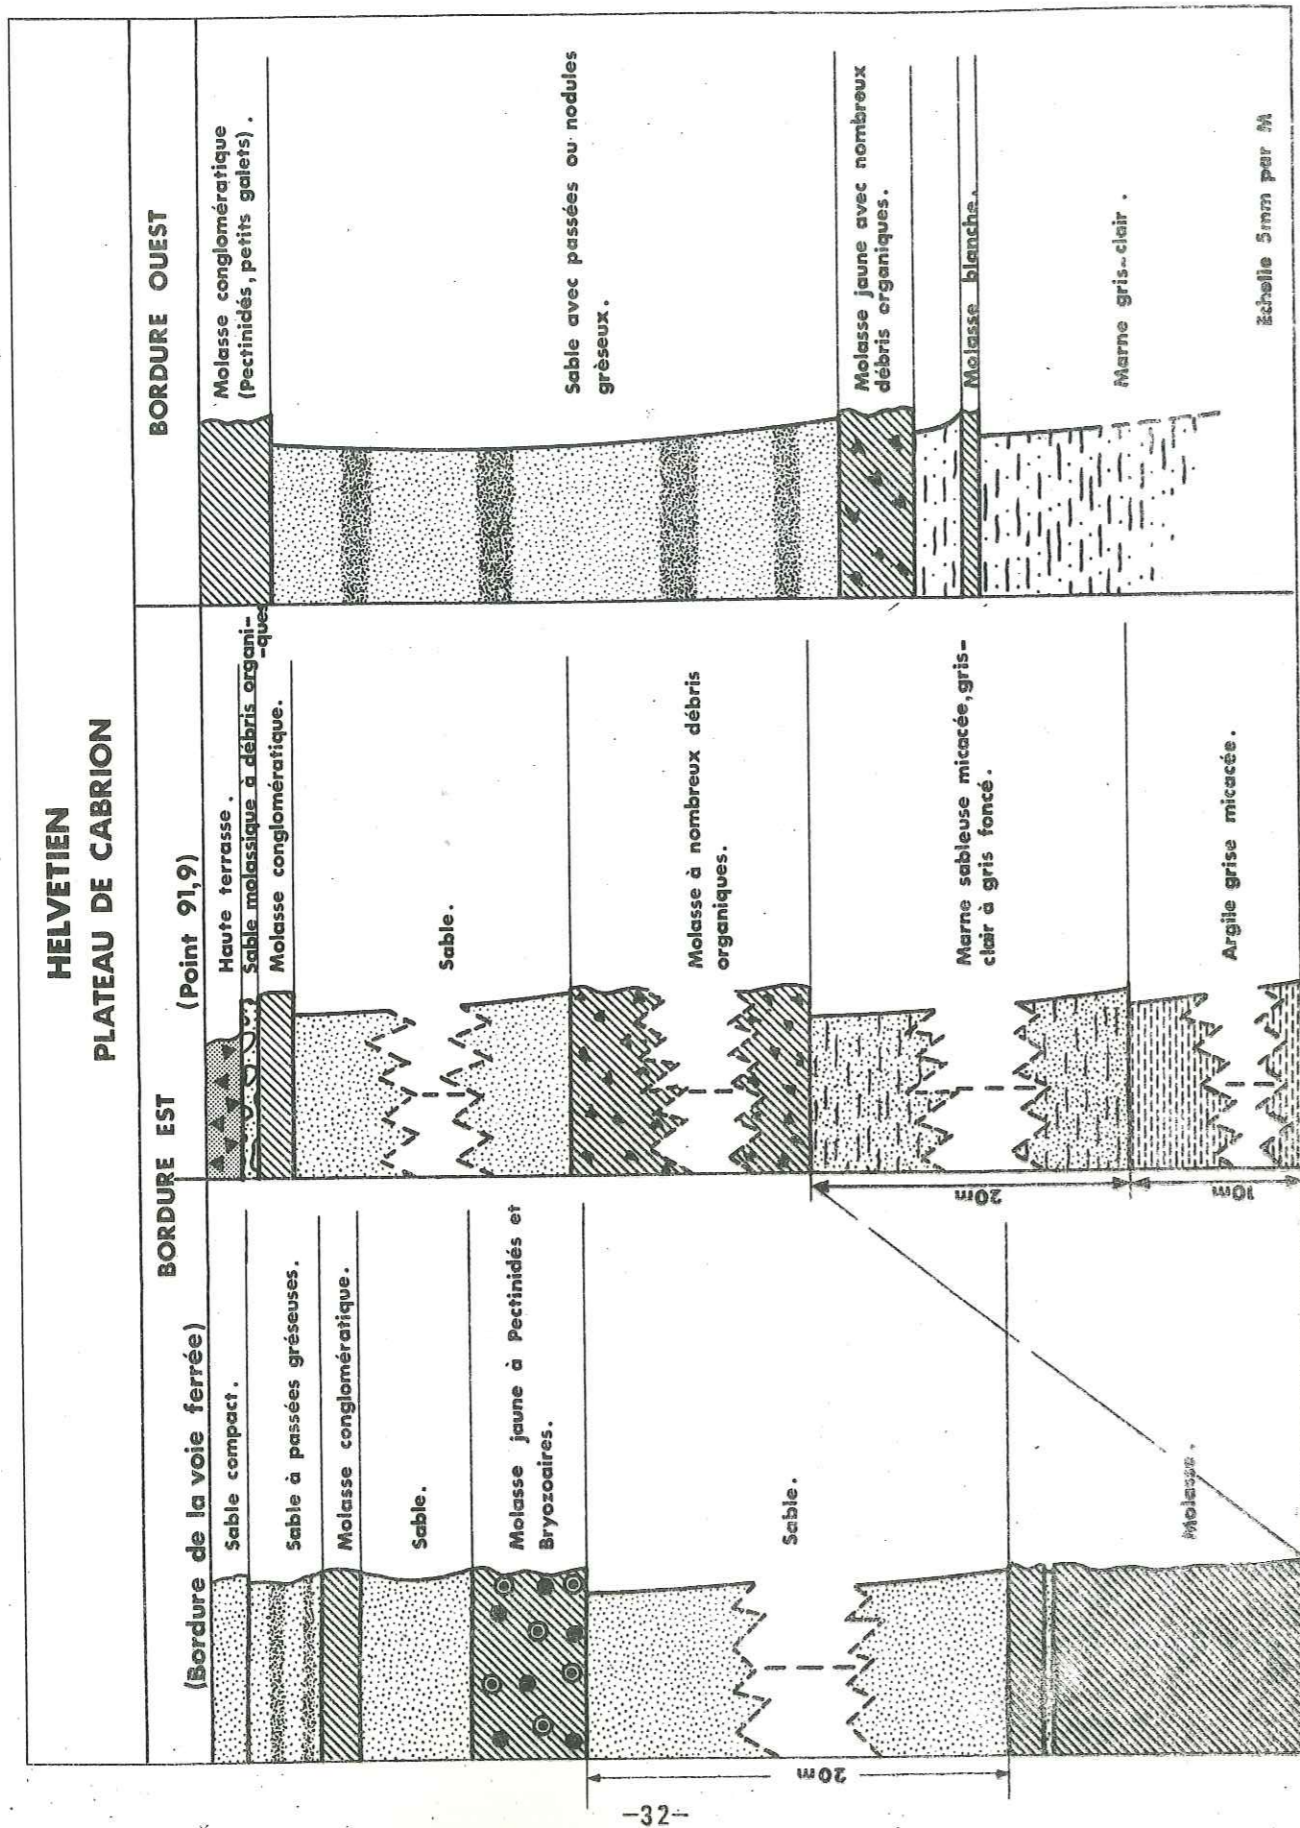 HELVETIEN
PLATEAU DE CABRION
BORDURE EST
BORDURE OUEST
(Bordure de la voie ferrée)
(Point 91,9)
Sable compact.
Sable à passées gréseuses.
Molasse conglomératique.
Sable.
Molasse jaune à Pectinidés et
Bryozoaires.
Sable.
Molasse.
20m
Haute terrasse.
Sable molassique à débris organi-
-ques
Molasse conglomératique.
Sable.
Molasse à nombreux débris
organiques.
Marne sableuse micacée,gris-
clair à gris foncé.
Argile grise micacée.
20m
10m
Molasse conglomératique
(Pectinidés,petits galets).
Sable avec passées ou nodules
grèseux.
Molasse jaune avec nombreux
débris organiques.
Molasse blanche.
Marne gris-clair.
Echelle 5mm par M
-32-